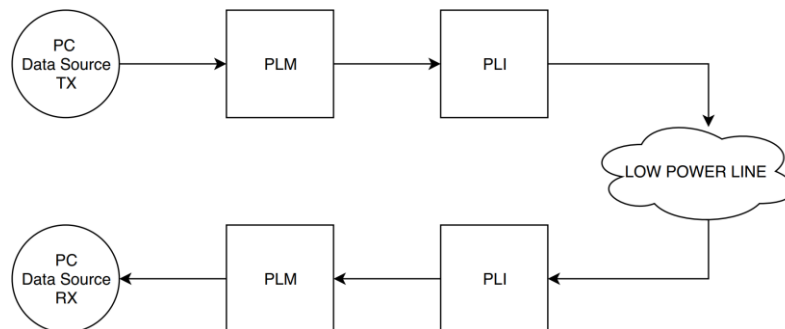 PC
Data Source
TX
PLM
PLI
LOW POWER LINE
PC
Data Source
RX
PLM
PLI